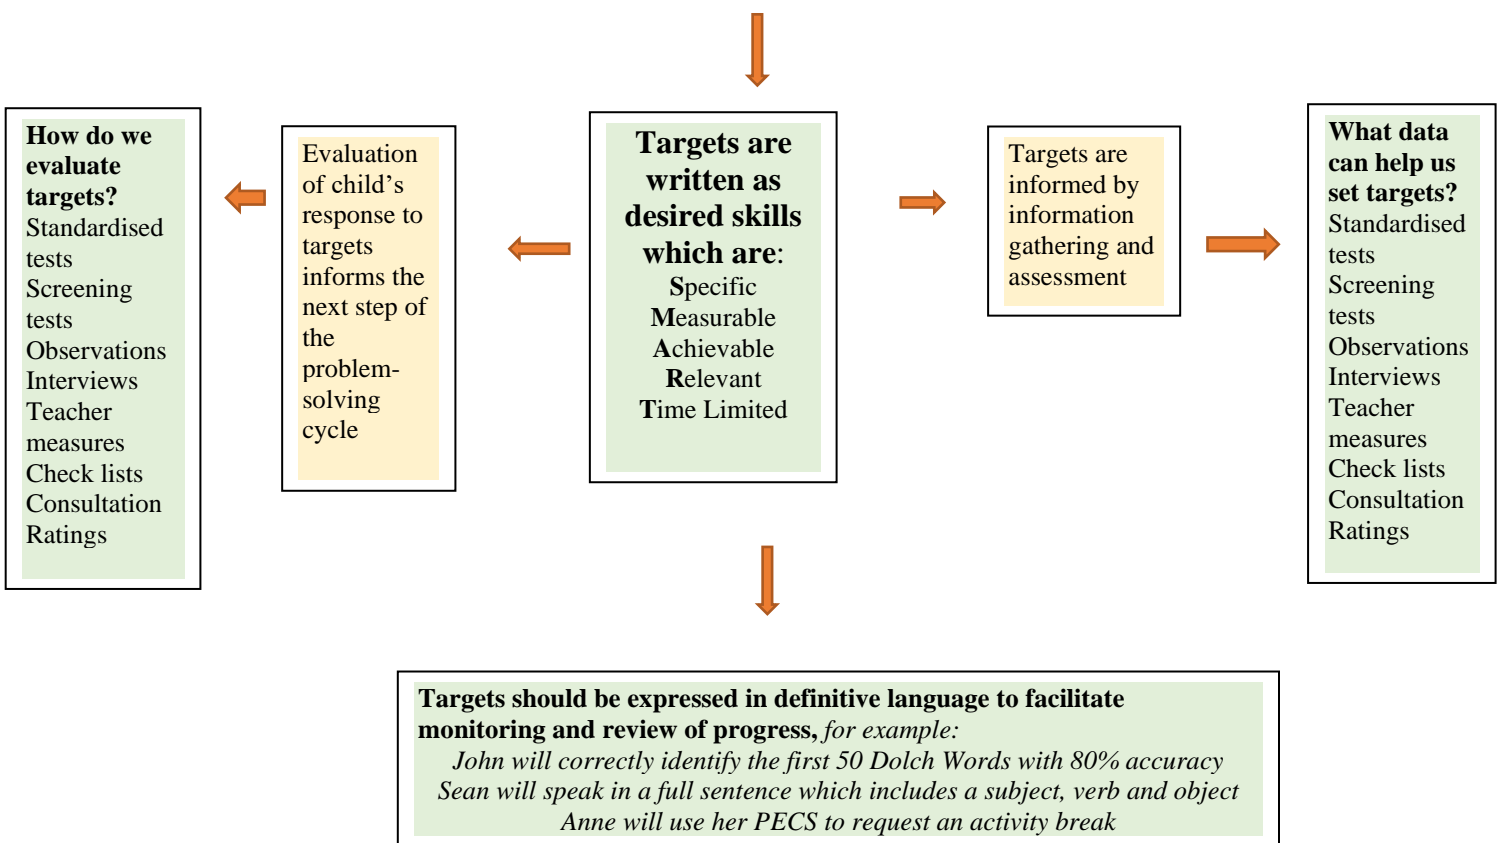 How do we
evaluate
targets?
Standardised
tests
Screening
tests
Observations
Interviews
Teacher
measures
Check lists
Consultation
Ratings
Evaluation
of child’s
response to
targets
informs the
next step of
the
problem-
solving
cycle
Targets are
written as
desired skills
which are:
Specific
Measurable
Achievable
Relevant
Time Limited
Targets are
informed by
information
gathering and
assessment
What data
can help us
set targets?
Standardised
tests
Screening
tests
Observations
Interviews
Teacher
measures
Check lists
Consultation
Ratings
Targets should be expressed in definitive language to facilitate
monitoring and review of progress, for example:
John will correctly identify the first 50 Dolch Words with 80% accuracy
Sean will speak in a full sentence which includes a subject, verb and object
Anne will use her PECS to request an activity break